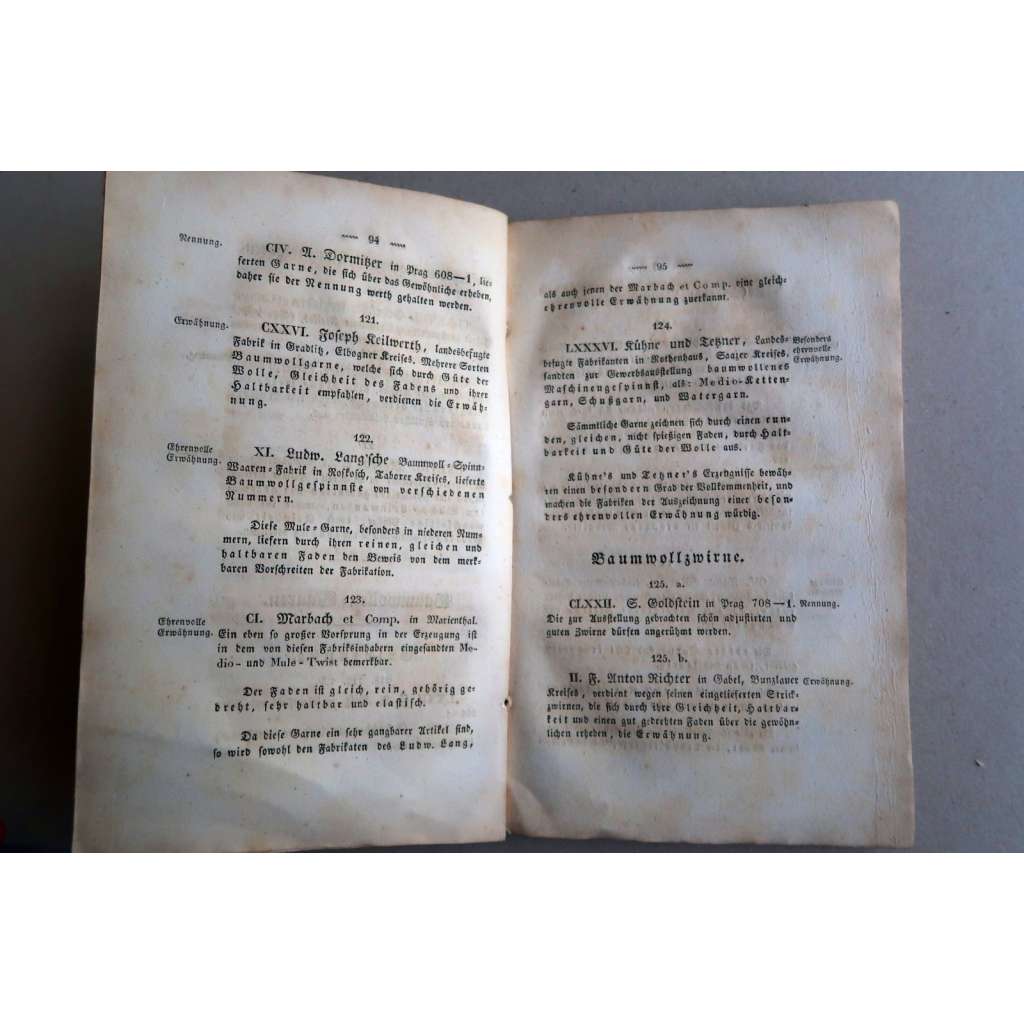 94
Nennung.
CIV. A. Dormitzer in Prag 608—1, lie-
ferten Garne, die sich über das Gewöhnliche erheben,
daher sie der Nennung werth gehalten werden.
121.
Erwähnung.
CXXVI. Joseph Keilwerth, landesbefugte
Fabrik in Gradlitz, Elbogner Kreises. Mehrere Sorten
Baumwollgarne, welche sich durch Güte der
Wolle, Gleichheit des Fadens und ihrer
Haltbarkeit empfahlen, verdienen die Erwäh-
nung.
122.
Ehrenvolle
Erwähnung.
XI. Ludw. Lang'sche Baumwoll-Spinn-
Waaren-Fabrik in Roskosch, Taborer Kreises, lieferte
Baumwollgespinnste von verschiedenen
Nummern.
Diese Mule-Garne, besonders in niederen Num-
mern, liefern durch ihren reinen, gleichen und
haltbaren Faden den Beweis von dem merk-
baren Vorschreiten der Fabrikation.
123.
Ehrenvolle
Erwähnung.
CI. Marbach et Comp. in Marienthal.
Ein eben so großer Vorsprung in der Erzeugung ist
in dem von diesen Fabriksinhabern eingesandten Me-
dio- und Mule-Twist bemerkbar.
Der Faden ist gleich, rein, gehörig ge-
dreht, sehr haltbar und elastisch.
Da diese Garne ein sehr gangbarer Artikel sind,
so wird sowohl den Fabrikaten des Ludw. Lang,
95
als auch jenen der Marbach et Comp. eine gleich-
ehrenvolle Erwähnung zuerkannt.
124.
LXXXVI. Kühne und Tetzner, Landes-
befugte Fabrikanten in Rothenhaus, Saazer Kreises,
sandten zur Gewerbsausstellung baumwollenes
Maschinengespinnst, als: Medio-Ketten-
garn, Schußgarn, und Watergarn.
Besonders
ehrenvolle
Erwähnung.
Sämmtliche Garne zeichnen sich durch einen run-
den, gleichen, nicht spießigen Faden, durch Halt-
barkeit und Güte der Wolle aus.
Kühne's und Tetzner's Erzeugnisse bewäh-
ren einen besondern Grad der Vollkommenheit, und
machen die Fabriken der Auszeichnung einer beson-
ders ehrenvollen Erwähnung würdig.
Baumwollzwirne.
125. a.
CLXXII. S. Goldstein in Prag 708—1.
Nennung.
Die zur Ausstellung gebrachten schön adjustirten und
guten Zwirne dürfen angerühmt werden.
125. b.
II. F. Anton Richter in Gabel, Bunzlauer
Erwähnung.
Kreises, verdient wegen seinen eingelieferten Strick-
zwirnen, die sich durch ihre Gleichheit, Haltbar-
keit und einen gut gedrehten Faden über die gewöhn-
lichen erheben, die Erwähnung.